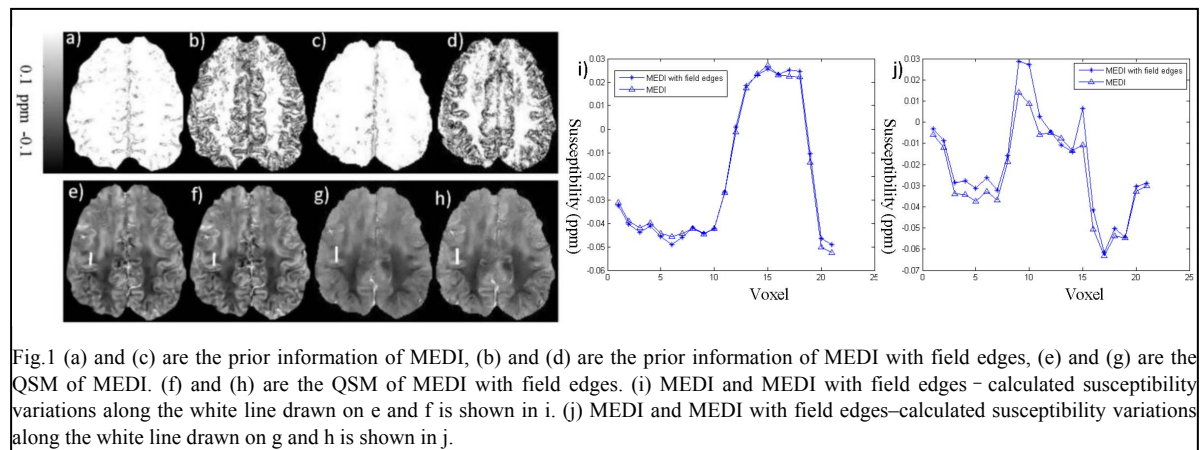 a)
b)
c)
d)
0.1 ppm -0.1
e)
f)
g)
h)
i)
MEDI with field edges
MEDI
Susceptibility (ppm)
0.03
0.02
0.01
0
-0.01
-0.02
-0.03
-0.04
-0.05
-0.06
0 5 10 15 20 25
Voxel
j)
MEDI with field edges
MEDI
Susceptibility (ppm)
0.03
0.02
0.01
0
-0.01
-0.02
-0.03
-0.04
-0.05
-0.06
-0.07
0 5 10 15 20 25
Voxel
Fig.1 (a) and (c) are the prior information of MEDI, (b) and (d) are the prior information of MEDI with field edges, (e) and (g) are the
QSM of MEDI. (f) and (h) are the QSM of MEDI with field edges. (i) MEDI and MEDI with field edges - calculated susceptibility
variations along the white line drawn on e and f is shown in i. (j) MEDI and MEDI with field edges–calculated susceptibility variations
along the white line drawn on g and h is shown in j.